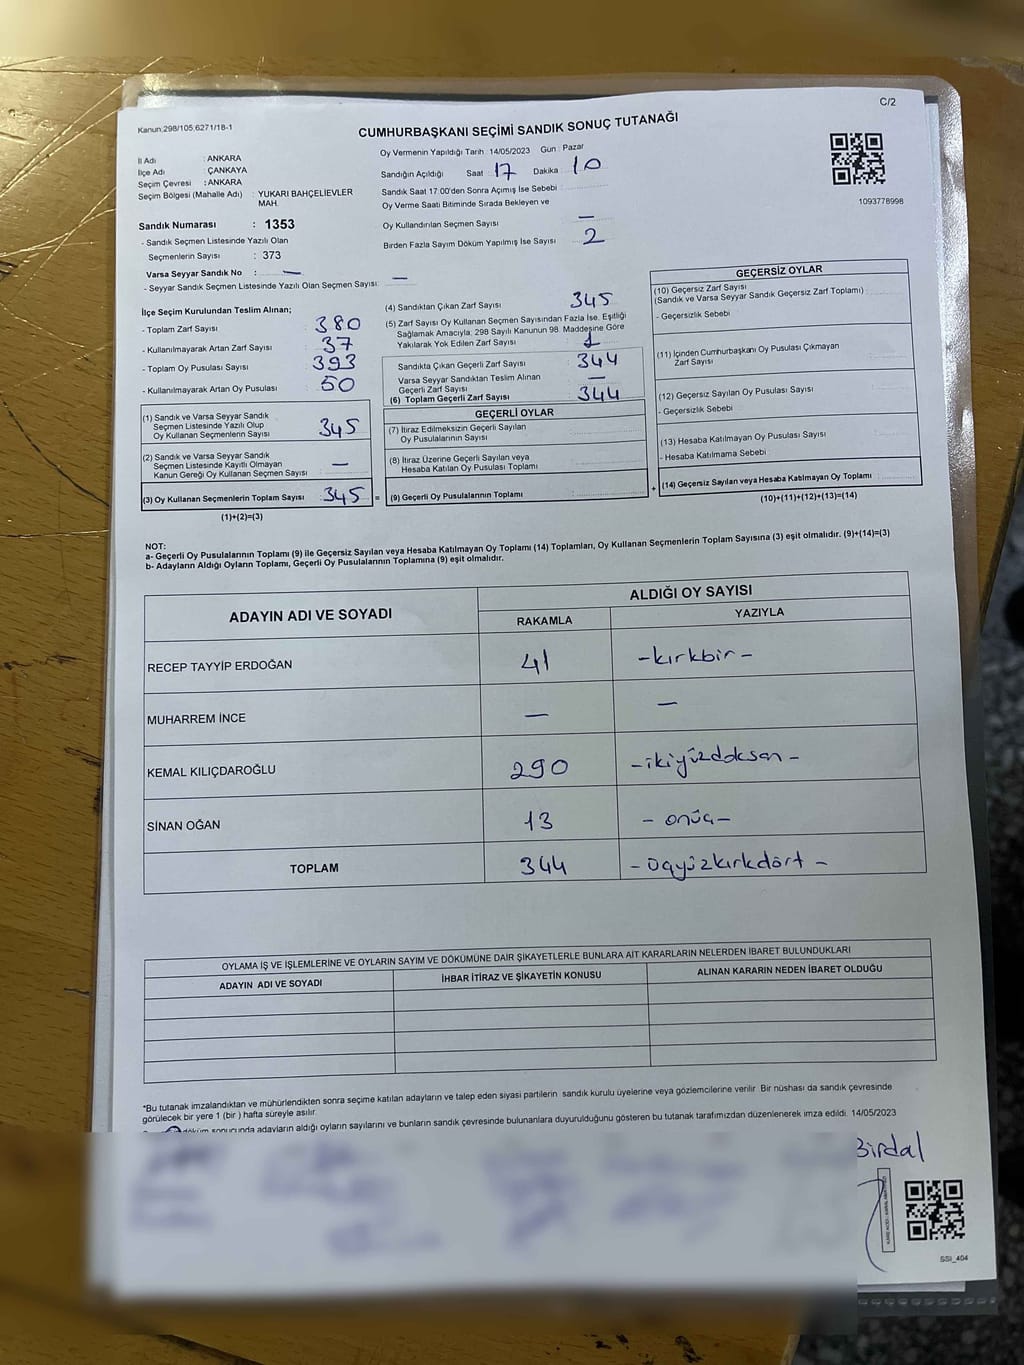 C/2
Kanun:298/105;6271/18-1
CUMHURBAŞKANI SEÇİMİ SANDIK SONUÇ TUTANAĞI
1093778998
İl Adı : ANKARA
İlçe Adı : ÇANKAYA
Seçim Çevresi : ANKARA
Seçim Bölgesi (Mahalle Adı) : YUKARI BAHÇELİEVLER
MAH.
Sandık Numarası : 1353
- Sandık Seçmen Listesinde Yazılı Olan
Seçmenlerin Sayısı : 373
Varsa Seyyar Sandık No : —
- Seyyar Sandık Seçmen Listesinde Yazılı Olan Seçmen Sayısı: —
Oy Vermenin Yapıldığı Tarih :14/05/2023 Gün : Pazar
Sandığın Açıldığı Saat : 17 Dakika : 10
Sandık Saat 17:00'den Sonra Açımış İse Sebebi :
Oy Verme Saati Bitiminde Sırada Bekleyen ve
Oy Kullandırılan Seçmen Sayısı : —
Birden Fazla Sayım Döküm Yapılmış İse Sayısı : 2
İlçe Seçim Kurulundan Teslim Alınan;
- Toplam Zarf Sayısı : 380
- Kullanılmayarak Artan Zarf Sayısı : 37
- Toplam Oy Pusulası Sayısı : 393
- Kullanılmayarak Artan Oy Pusulası : 50
(1) Sandık ve Varsa Seyyar Sandık
Seçmen Listesinde Yazılı Olup
Oy Kullanan Seçmenlerin Sayısı : 345
(2) Sandık ve Varsa Seyyar Sandık
Seçmen Listesinde Kayıtlı Olmayan
Kanun Gereği Oy Kullanan Seçmen Sayısı : —
(3) Oy Kullanan Seçmenlerin Toplam Sayısı : 345 =
(1)+(2)=(3)
(4) Sandıktan Çıkan Zarf Sayısı : 345
(5) Zarf Sayısı Oy Kullanan Seçmen Sayısından Fazla İse, Eşitliği
Sağlamak Amacıyla, 298 Sayılı Kanunun 98. Maddesine Göre
Yakılarak Yok Edilen Zarf Sayısı : 1
Sandıkta Çıkan Geçerli Zarf Sayısı : 344
Varsa Seyyar Sandıktan Teslim Alınan
Geçerli Zarf Sayısı : —
(6) Toplam Geçerli Zarf Sayısı : 344
GEÇERLİ OYLAR
(7) İtiraz Edilmeksizin Geçerli Sayılan
Oy Pusulalarının Sayısı :
(8) İtiraz Üzerine Geçerli Sayılan veya
Hesaba Katılan Oy Pusulası Toplamı :
(9) Geçerli Oy Pusulalarının Toplamı : +
GEÇERSİZ OYLAR
(10) Geçersiz Zarf Sayısı
(Sandık ve Varsa Seyyar Sandık Geçersiz Zarf Toplamı) :
- Geçersizlik Sebebi
(11) İçinden Cumhurbaşkanı Oy Pusulası Çıkmayan
Zarf Sayısı :
(12) Geçersiz Sayılan Oy Pusulası Sayısı :
- Geçersizlik Sebebi
(13) Hesaba Katılmayan Oy Pusulası Sayısı :
- Hesaba Katılmama Sebebi
(14) Geçersiz Sayılan veya Hesaba Katılmayan Oy Toplamı :
(10)+(11)+(12)+(13)=(14)
NOT:
a- Geçerli Oy Pusulalarının Toplamı (9) ile Geçersiz Sayılan veya Hesaba Katılmayan Oy Toplamı (14) Toplamları, Oy Kullanan Seçmenlerin Toplam Sayısına (3) eşit olmalıdır. (9)+(14)=(3)
b- Adayların Aldığı Oyların Toplamı, Geçerli Oy Pusulalarının Toplamına (9) eşit olmalıdır.
ADAYIN ADI VE SOYADI
ALDIĞI OY SAYISI
RAKAMLA YAZIYLA
RECEP TAYYİP ERDOĞAN 41 -kırkbir-
MUHARREM İNCE — —
KEMAL KILIÇDAROĞLU 290 -ikiyüzdoksan-
SİNAN OĞAN 13 -onüç-
TOPLAM 344 -üçyüzkırkdört-
OYLAMA İŞ VE İŞLEMLERİNE VE OYLARIN SAYIM VE DÖKÜMÜNE DAİR ŞİKAYETLERLE BUNLARA AİT KARARLARIN NELERDEN İBARET BULUNDUKLARI
ADAYIN ADI VE SOYADI İHBAR İTİRAZ VE ŞİKAYETİN KONUSU ALINAN KARARIN NEDEN İBARET OLDUĞU
*Bu tutanak imzalandıktan ve mühürlendikten sonra seçime katılan adayların ve talep eden siyasi partilerin sandık kurulu üyelerine veya gözlemcilerine verilir. Bir nüshası da sandık çevresinde
görülecek bir yere 1 (bir ) hafta süreyle asılır.
döküm sonucunda adayların aldığı oyların sayılarını ve bunların sandık çevresinde bulunanlara duyurulduğunu gösteren bu tutanak tarafımızdan düzenlenerek imza edildi. 14/05/2023
Birdal
SSI_404